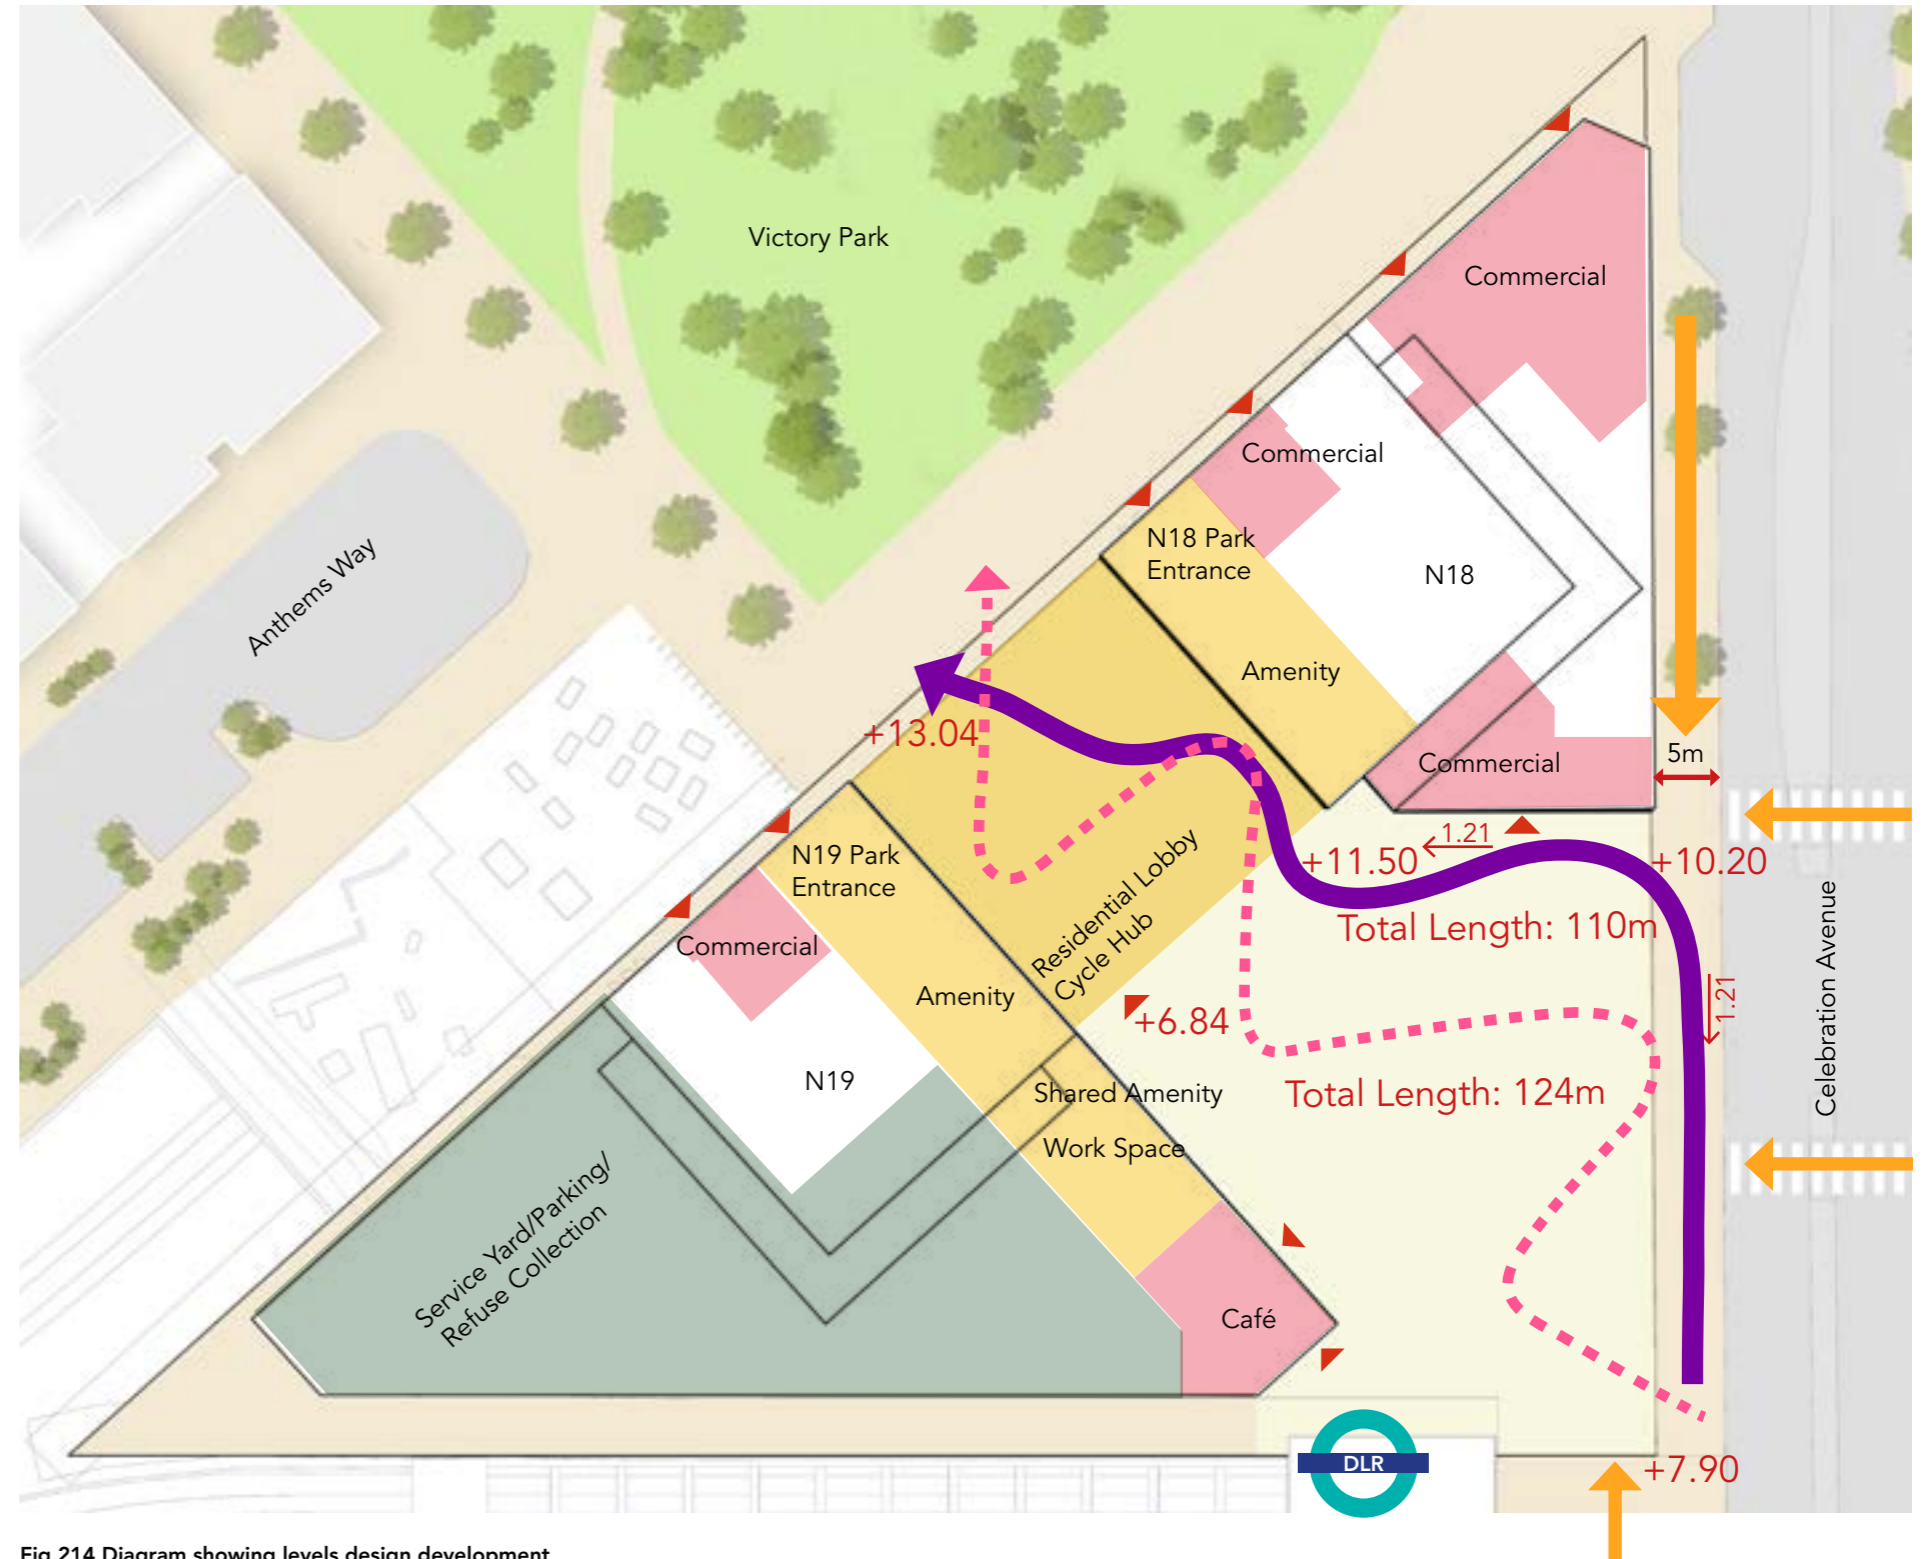 Victory Park
Commercial
Commercial
N18 Park
Entrance
N18
Anthems Way
Amenity
+13.04
5m
Commercial
1.21
+11.50
+10.20
N19 Park
Entrance
Residential Lobby
Cycle Hub
Total Length: 110m
Commercial
Amenity
+6.84
1.21
Celebration Avenue
N19
Shared Amenity
Total Length: 124m
Work Space
Service Yard/Parking/
Refuse Collection
Café
DLR
+7.90
Fig 214 Diagram showing levels design development